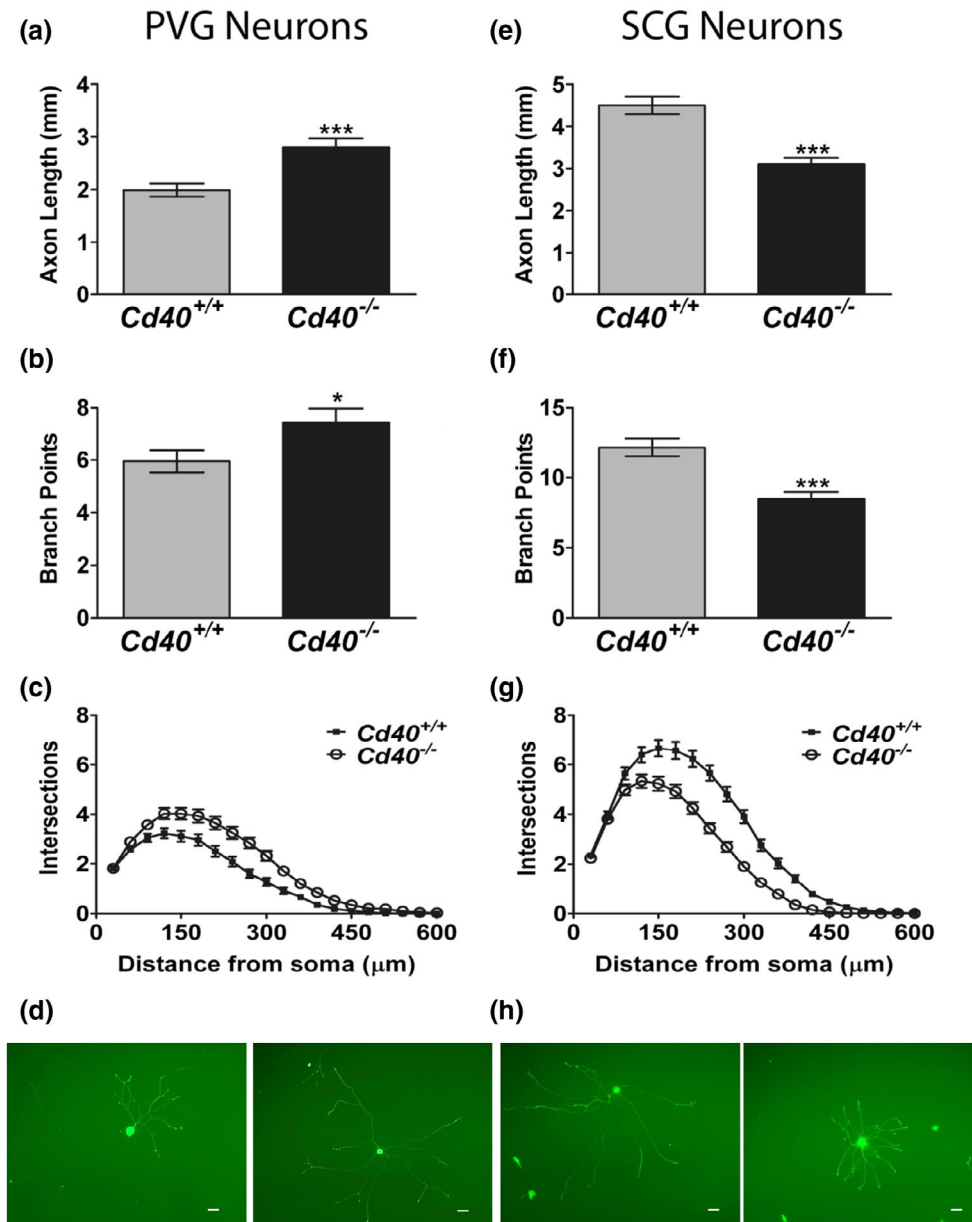 (a) PVG Neurons
Axon Length (mm)
4
3
2
1
0
***
Cd40+/+ Cd40-/-
(b)
Branch Points
8
6
4
2
0
*
Cd40+/+ Cd40-/-
(c)
Intersections
8
6
4
2
0
Cd40+/+
Cd40-/-
0 150 300 450 600
Distance from soma (μm)
(d)
(e) SCG Neurons
Axon Length (mm)
5
4
3
2
1
0
***
Cd40+/+ Cd40-/-
(f)
Branch Points
15
10
5
0
***
Cd40+/+ Cd40-/-
(g)
Intersections
8
6
4
2
0
Cd40+/+
Cd40-/-
0 150 300 450 600
Distance from soma (μm)
(h)